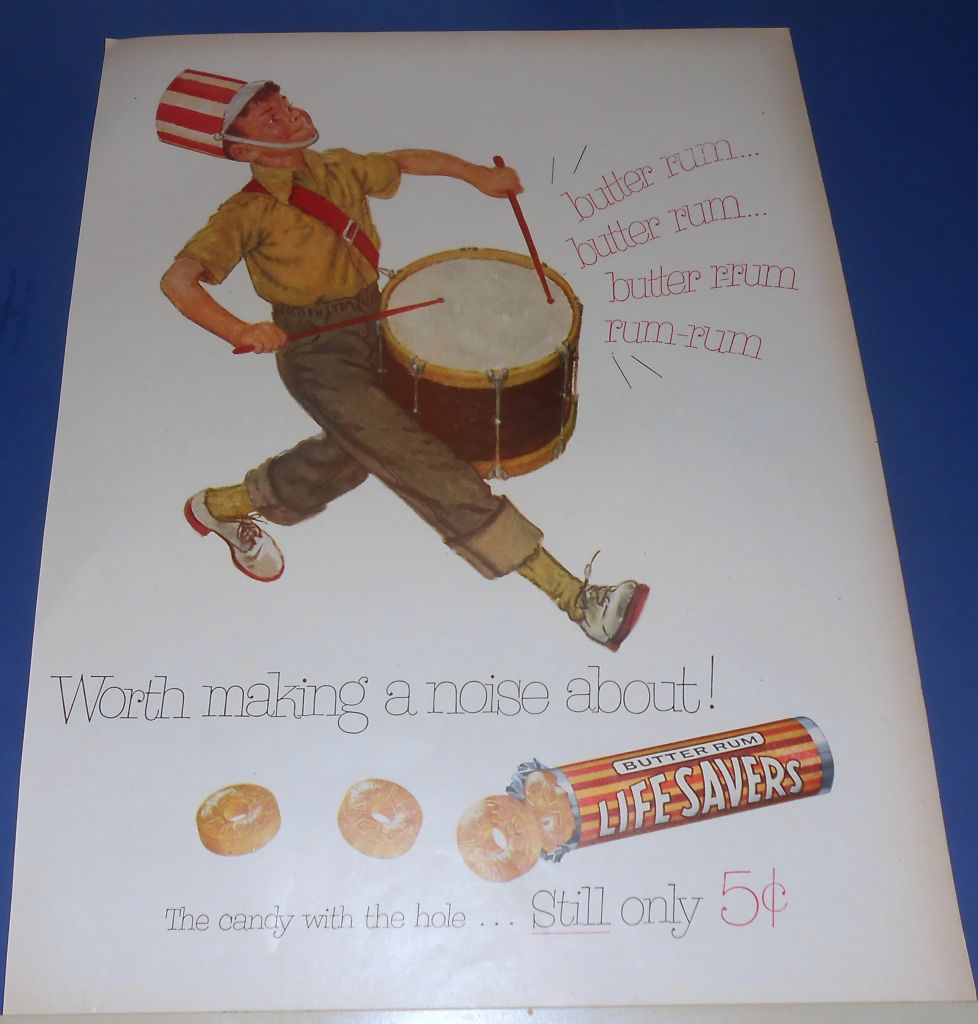 butter rum...
butter rum...
butter r-rum
rum-rum
Worth making a noise about!
BUTTER RUM
LIFE SAVERS
The candy with the hole ... Still only 5¢